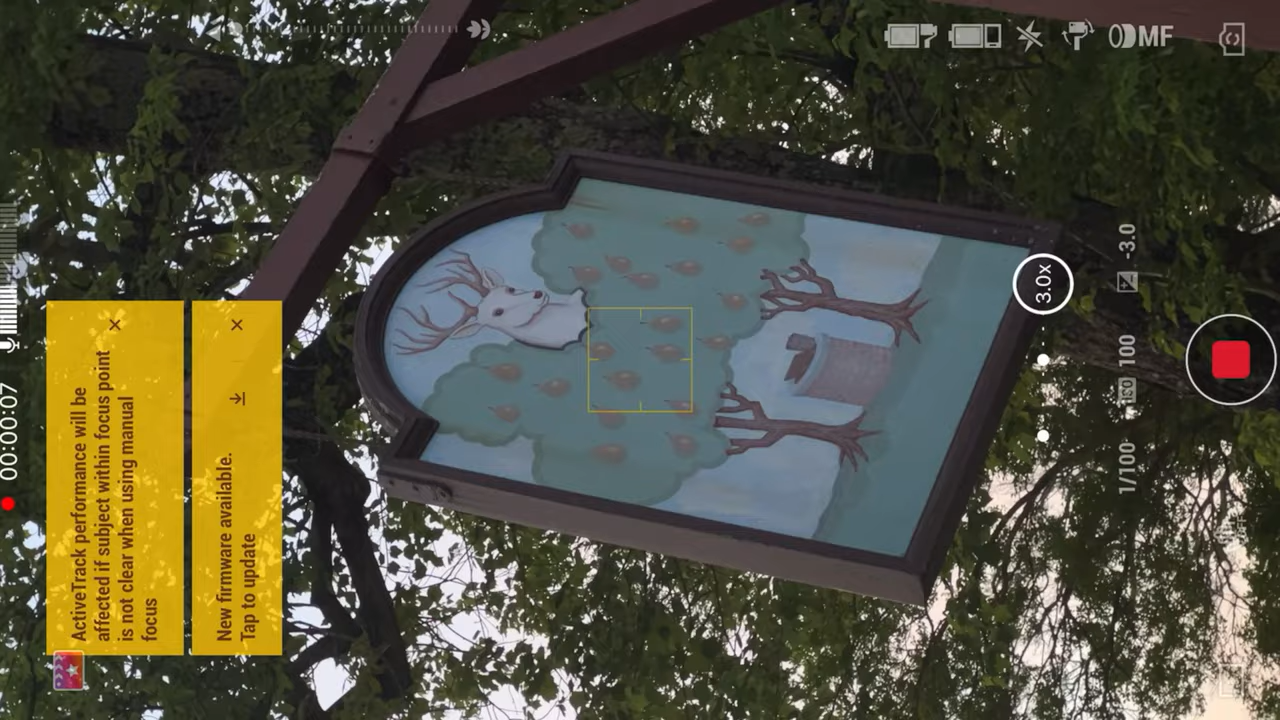 00:00:07
ActiveTrack performance will be
affected if subject within focus point
is not clear when using manual
focus
New firmware available.
Tap to update
3.0x
1/100
ISO 100
-3.0
MF